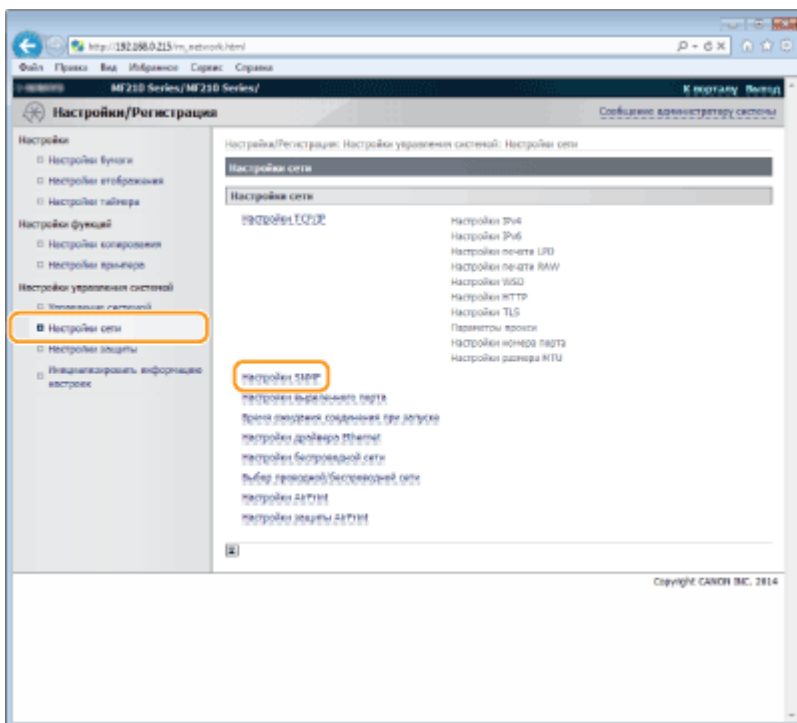 http://192.168.0.215/m_network.html
Файл Правка Вид Избранное Сервис Справка
MF210 Series/MF210 Series/
К порталу Выход
Настройки/Регистрация
Сообщение администратору системы
Настройки
Настройки бумаги
Настройки отображения
Настройки таймера
Настройки функций
Настройки копирования
Настройки принтера
Настройки управления системой
Управление системой
Настройки сети
Настройки защиты
Инициализировать информацию
настроек
Настройки/Регистрация: Настройки управления системой: Настройки сети
Настройки сети
Настройки сети
Настройки TCP/IP
Настройки IPv4
Настройки IPv6
Настройки печати LPD
Настройки печати RAW
Настройки WSD
Настройки HTTP
Настройки TLS
Параметры прокси
Настройки номера порта
Настройки размера MTU
Настройки SNMP
Настройки выделенного порта
Время ожидания соединения при запуске
Настройки драйвера Ethernet
Настройки беспроводной сети
Выбор проводной/беспроводной сети
Настройки AirPrint
Настройки защиты AirPrint
Copyright CANON INC. 2014